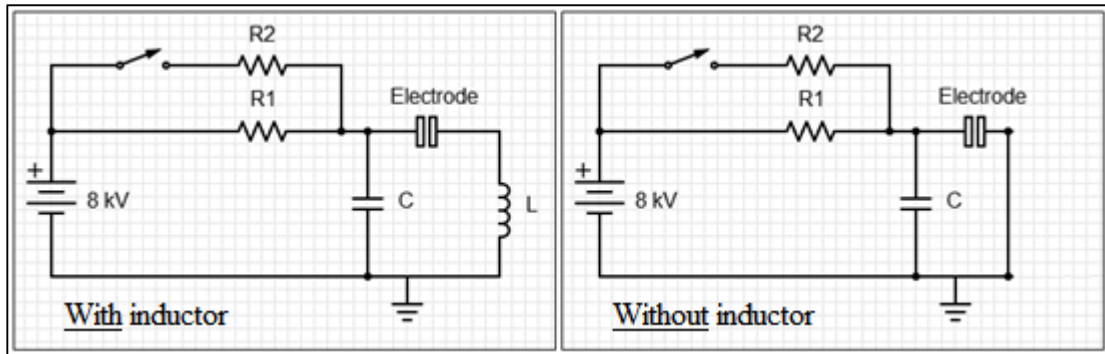 R2
R1
Electrode
+
8 kV
C
L
With inductor
R2
R1
Electrode
+
8 kV
C
Without inductor